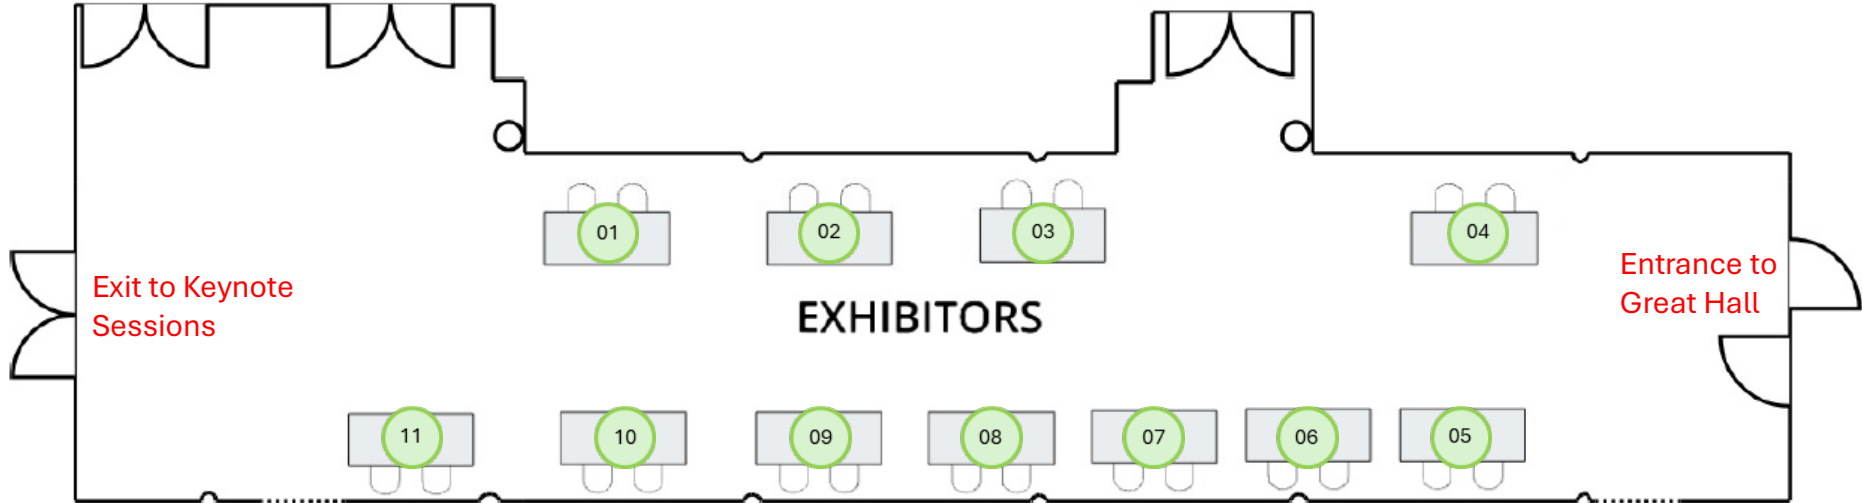 01
02
03
04
Exit to Keynote
Sessions
EXHIBITORS
Entrance to
Great Hall
11
10
09
08
07
06
05